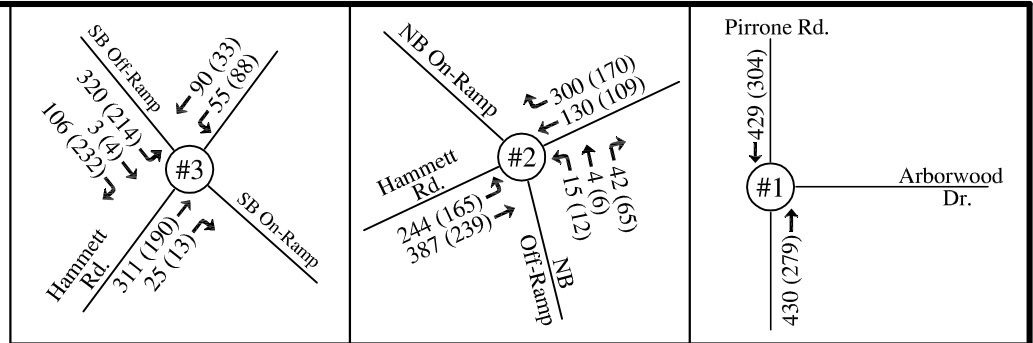 SB Off-Ramp
90 (33)
55 (88)
320 (214)
3 (4)
106 (232)
#3
Hammett
Rd.
311 (190)
25 (13)
SB On-Ramp
NB On-Ramp
300 (170)
130 (109)
#2
Hammett
Rd.
244 (165)
387 (239)
15 (12)
4 (6)
42 (65)
NB
Off-Ramp
Pirrone Rd.
429 (304)
#1
Arborwood
Dr.
430 (279)